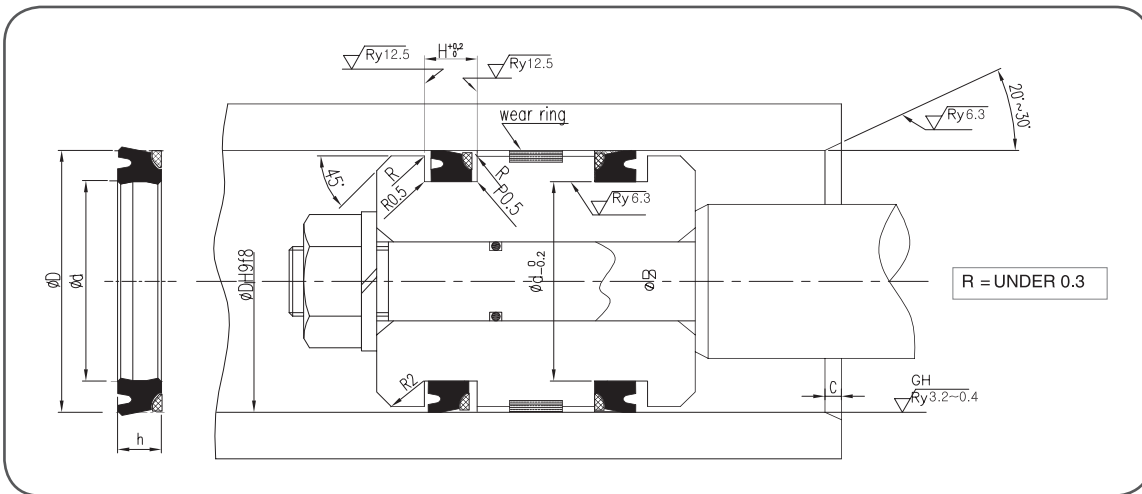 Ry12.5
H+0.2 0
Ry12.5
wear ring
Ry6.3
20°~30°
45°
R
R0.5
R
P0.5
Ry6.3
øD
ød
øDH9f8
ød 0 -0.2
øB
R =UNDER 0.3
R2
C
GH
Ry3.2~0.4
h